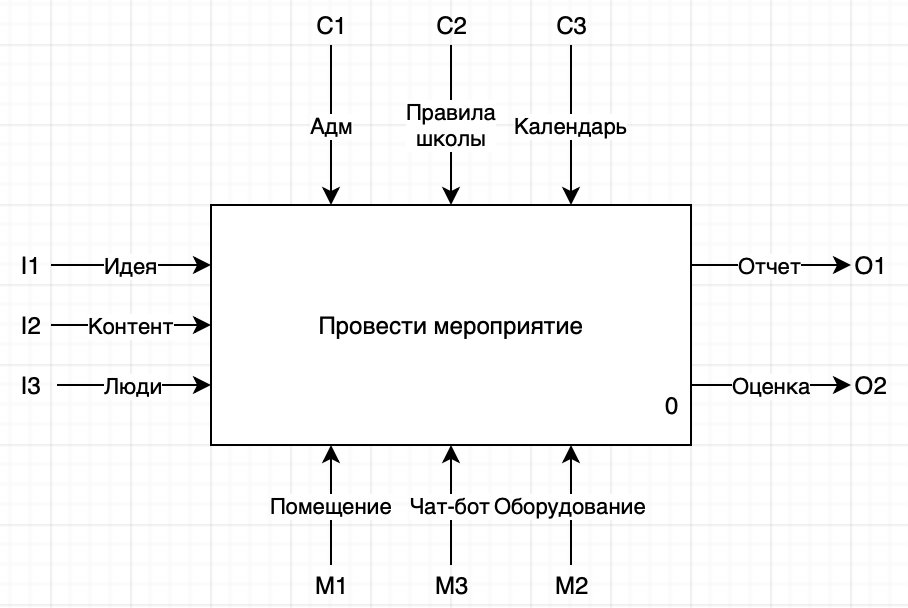 C1 C2 C3
Адм
Правила
школы
Календарь
I1 Идея
Отчет O1
I2 Контент
Провести мероприятие
I3 Люди
Оценка O2
0
Помещение Чат-бот Оборудование
M1 M3 M2